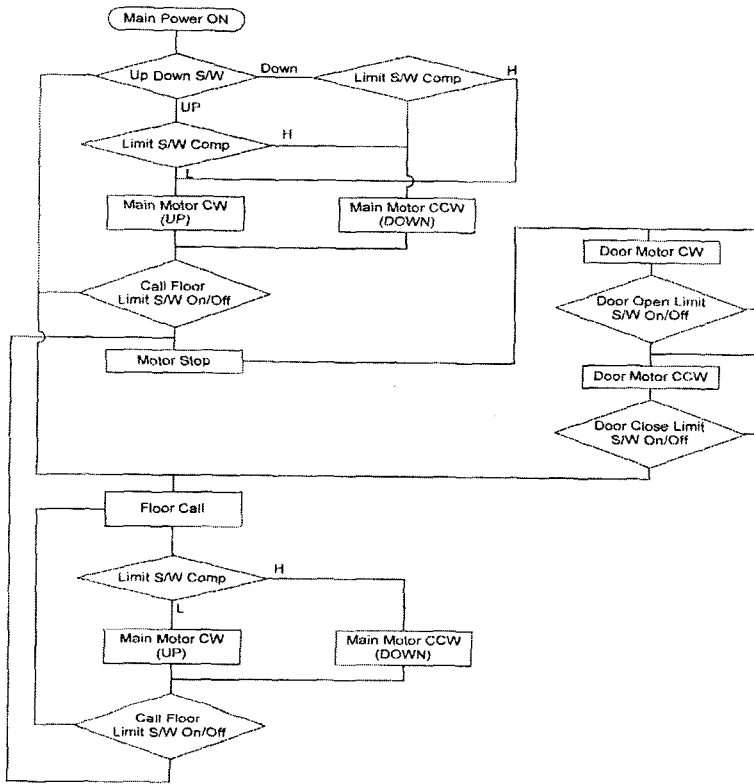 Main Power ON
Up Down S/W
Down
Limit S/W Comp
H
UP
Limit S/W Comp
H
L
Main Motor CW
(UP)
Main Motor CCW
(DOWN)
Door Motor CW
Call Floor
Limit S/W On/Off
Door Open Limit
S/W On/Off
Motor Stop
Door Motor CCW
Door Close Limit
S/W On/Off
Floor Call
Limit S/W Comp
H
L
Main Motor CW
(UP)
Main Motor CCW
(DOWN)
Call Floor
Limit S/W On/Off